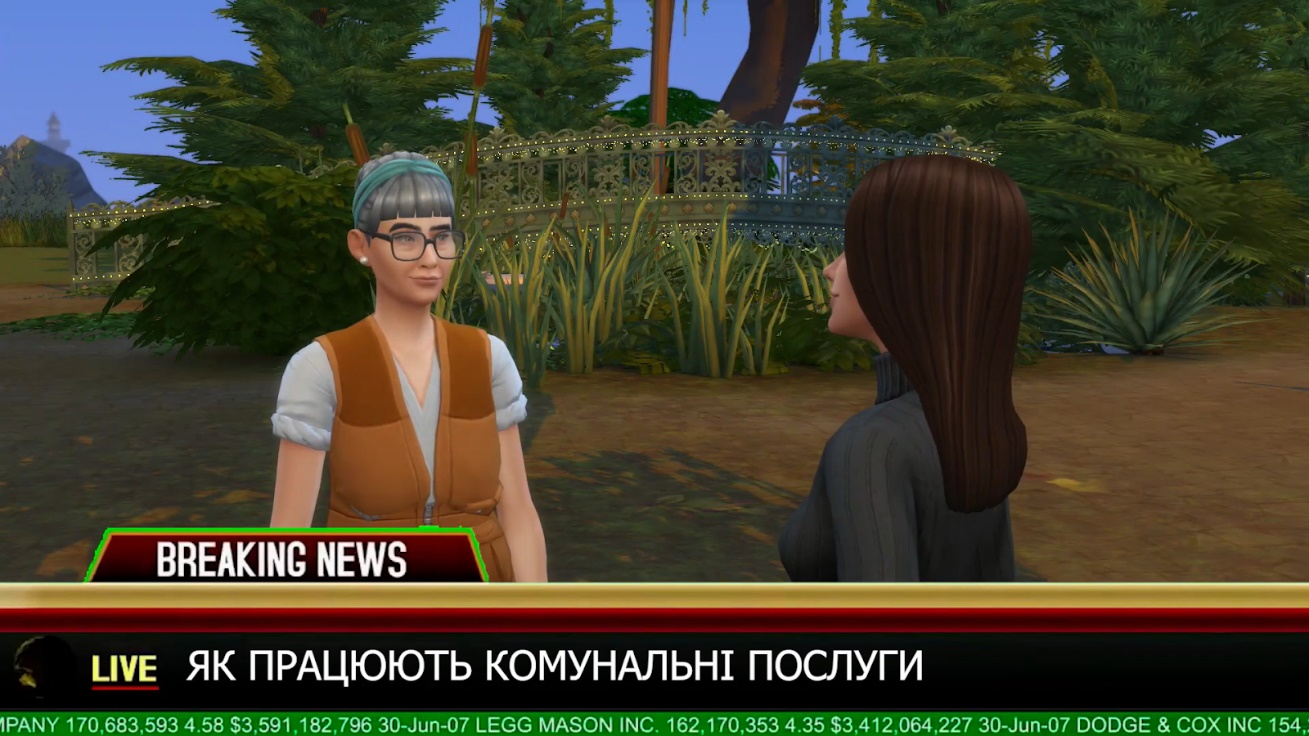 BREAKING NEWS
LIVE ЯК ПРАЦЮЮТЬ КОМУНАЛЬНІ ПОСЛУГИ
MPANY 170,683,593 4.58 $3,591,182,796 30-Jun-07 LEGG MASON INC. 162,170,353 4.35 $3,412,064,227 30-Jun-07 DODGE & COX INC 154,